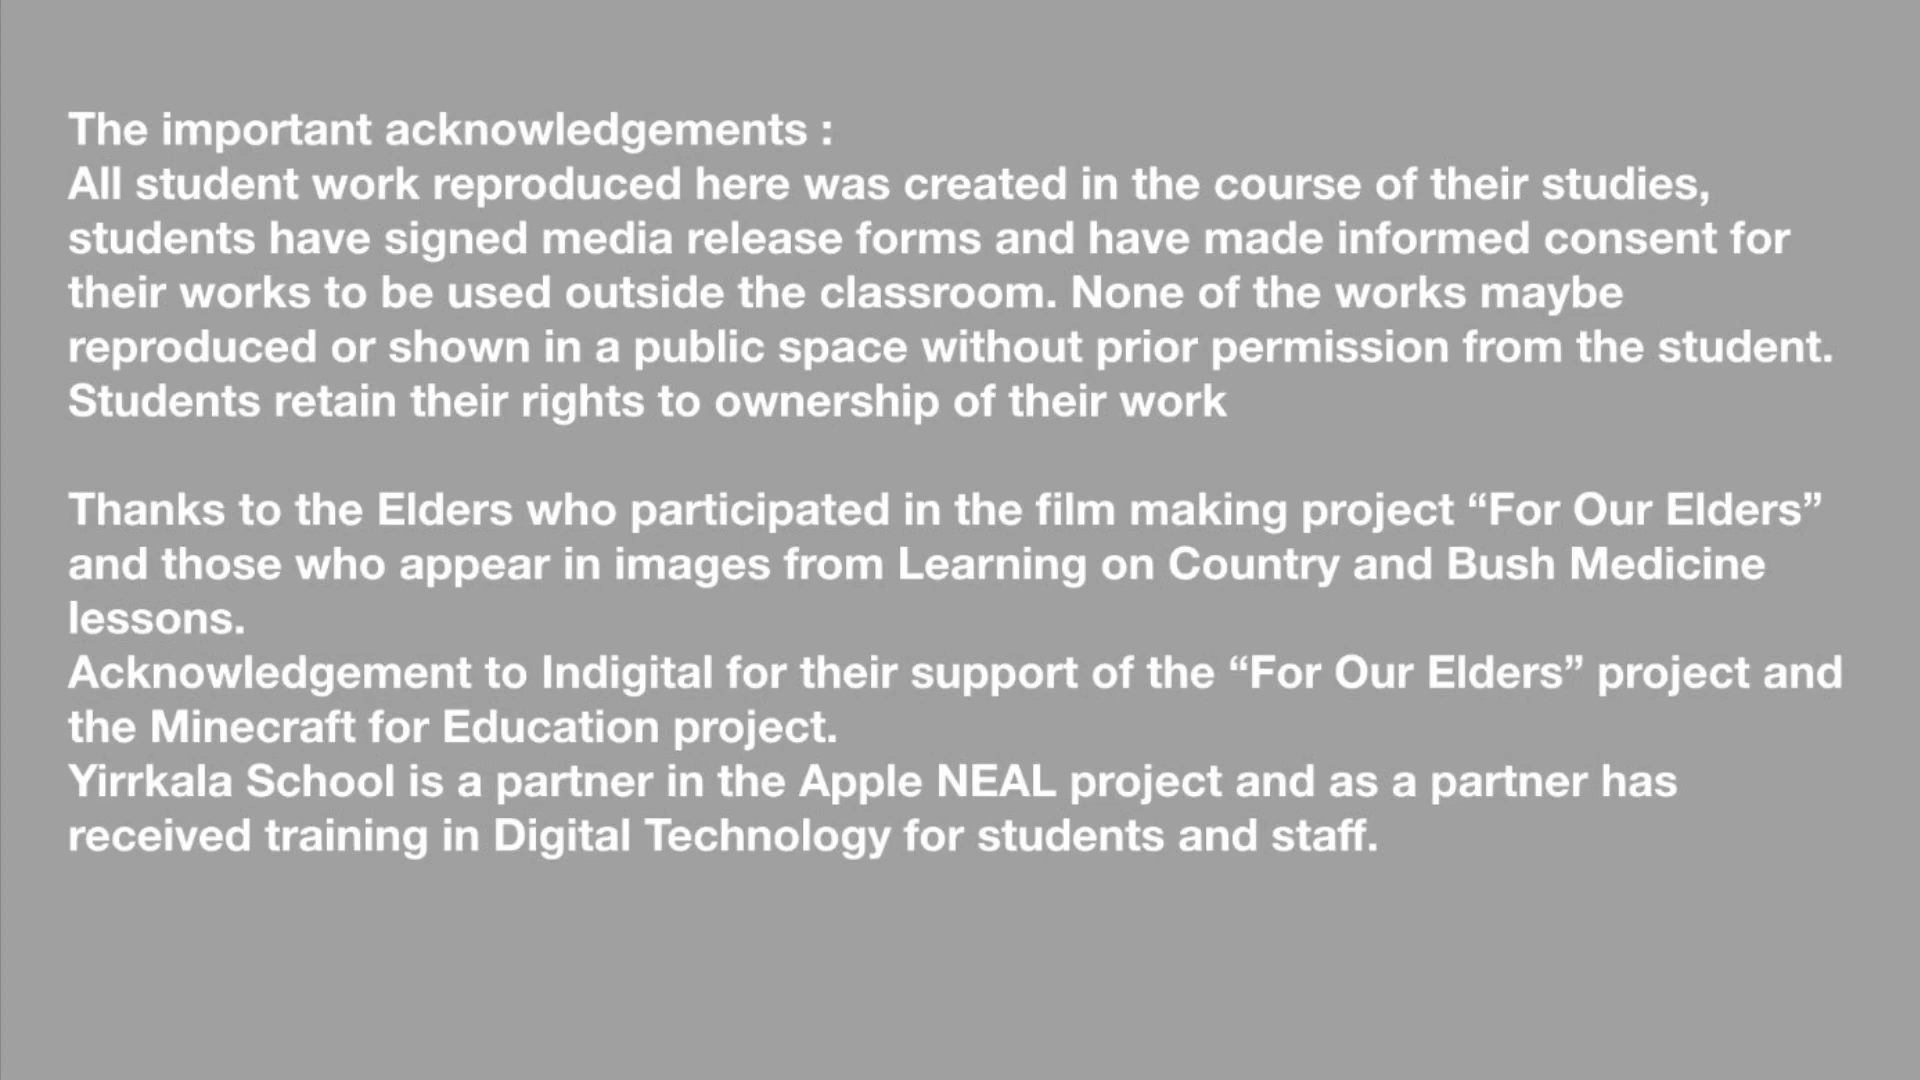 The important acknowledgements :
All student work reproduced here was created in the course of their studies,
students have signed media release forms and have made informed consent for
their works to be used outside the classroom. None of the works maybe
reproduced or shown in a public space without prior permission from the student.
Students retain their rights to ownership of their work
Thanks to the Elders who participated in the film making project “For Our Elders”
and those who appear in images from Learning on Country and Bush Medicine
lessons.
Acknowledgement to Indigital for their support of the “For Our Elders” project and
the Minecraft for Education project.
Yirrkala School is a partner in the Apple NEAL project and as a partner has
received training in Digital Technology for students and staff.